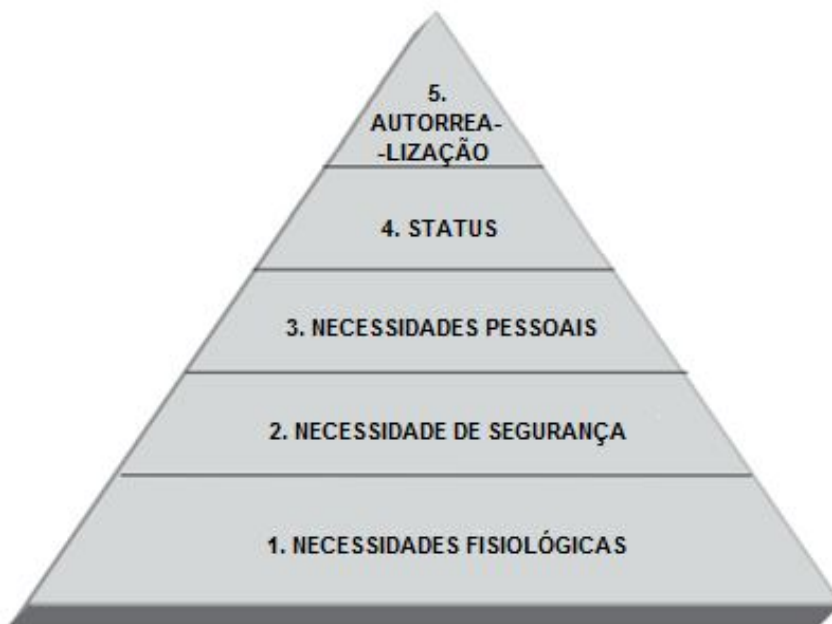 5.
AUTORREA-
-LIZAÇÃO
4. STATUS
3. NECESSIDADES PESSOAIS
2. NECESSIDADE DE SEGURANÇA
1. NECESSIDADES FISIOLÓGICAS